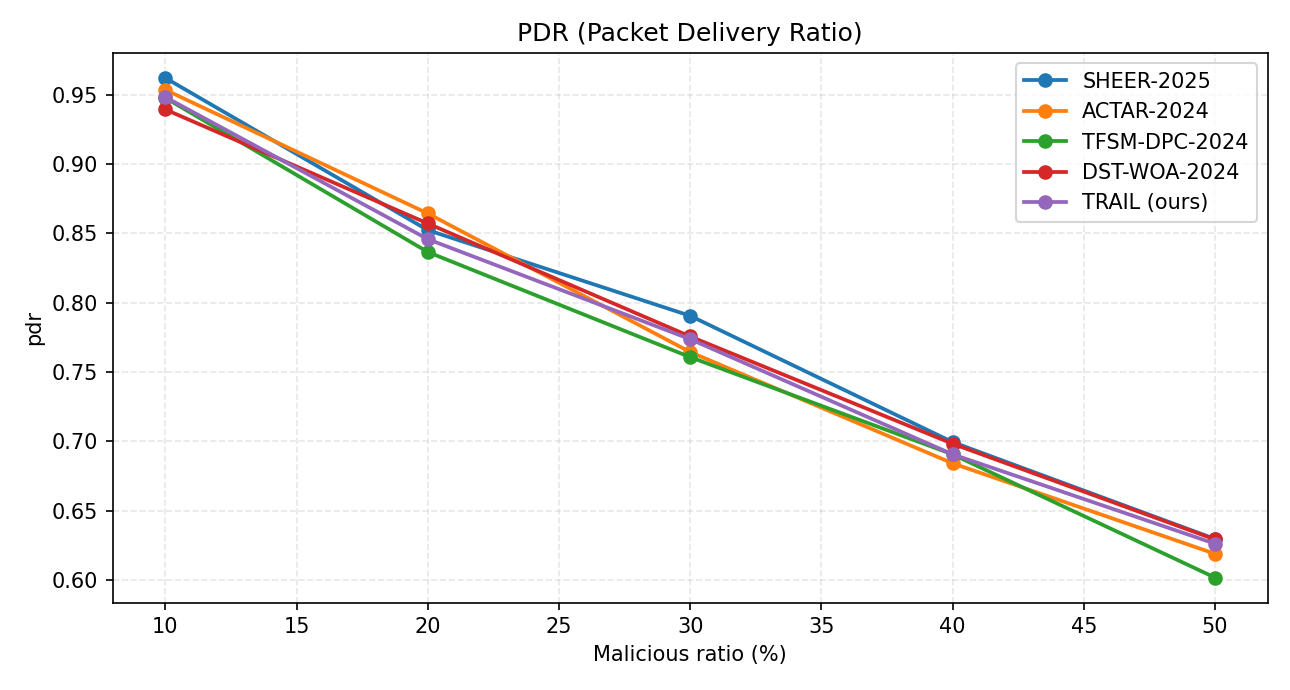 PDR (Packet Delivery Ratio)
SHEER-2025
ACTAR-2024
TFSM-DPC-2024
DST-WOA-2024
TRAIL (ours)
pdr
0.95
0.90
0.85
0.80
0.75
0.70
0.65
0.60
10 15 20 25 30 35 40 45 50
Malicious ratio (%)